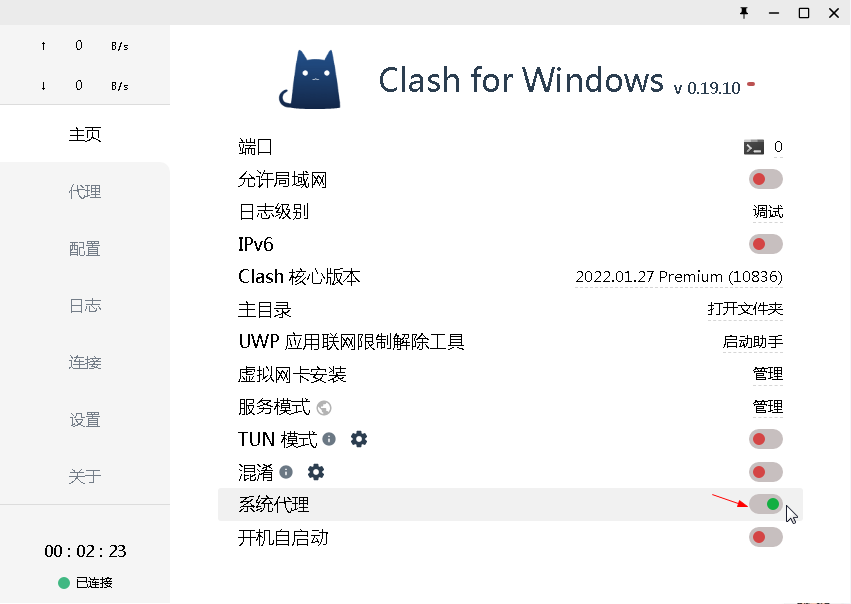 ↑ 0 B/s
↓ 0 B/s
主页
代理
配置
日志
连接
设置
关于
00 : 02 : 23
已连接
Clash for Windows v 0.19.10
端口 0
允许局域网
日志级别 调试
IPv6
Clash 核心版本 2022.01.27 Premium (10836)
主目录 打开文件夹
UWP 应用联网限制解除工具 启动助手
虚拟网卡安装 管理
服务模式 管理
TUN 模式
混淆
系统代理
开机自启动